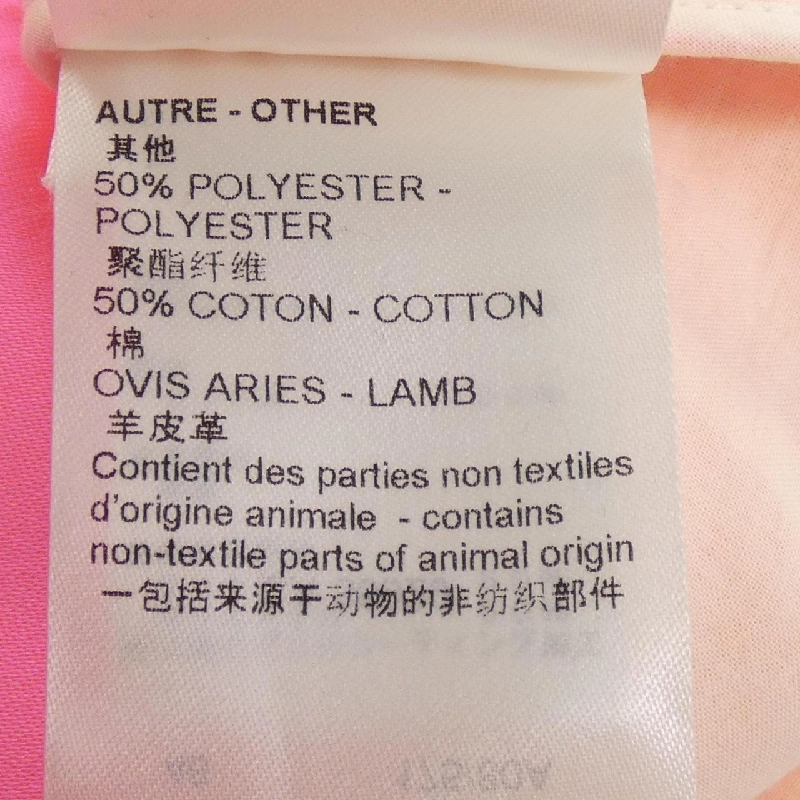 AUTRE - OTHER
其他
50% POLYESTER -
POLYESTER
聚酯纤维
50% COTON - COTTON
棉
OVIS ARIES - LAMB
羊皮革
Contient des parties non textiles
d'origine animale - contains
non-textile parts of animal origin
一包括来源于动物的非纺织部件